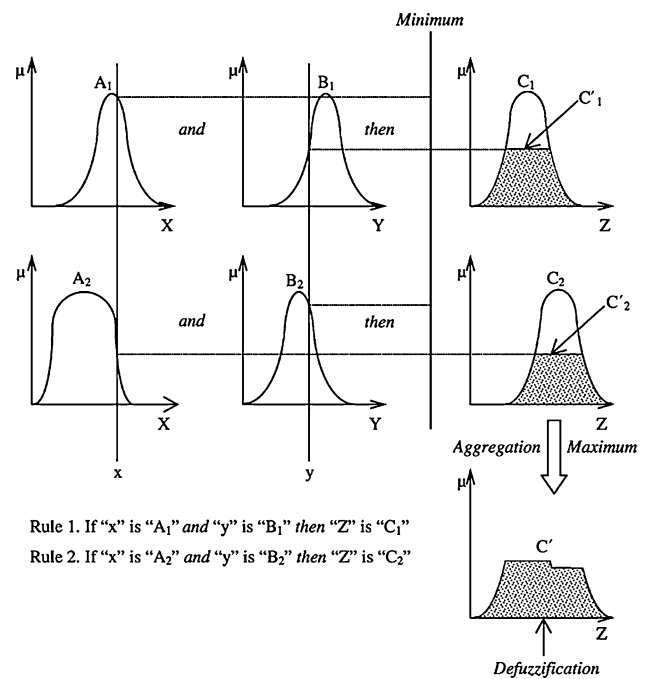 Minimum
μ A₁ and X
μ B₁ then Y
μ C₁ C′₁ Z
μ A₂ and X
μ B₂ then Y
μ C₂ C′₂ Z
x y
Aggregation Maximum
μ C′ Z
Rule 1. If “x” is “A₁” and “y” is “B₁” then “Z” is “C₁”
Rule 2. If “x” is “A₂” and “y” is “B₂” then “Z” is “C₂”
Defuzzification